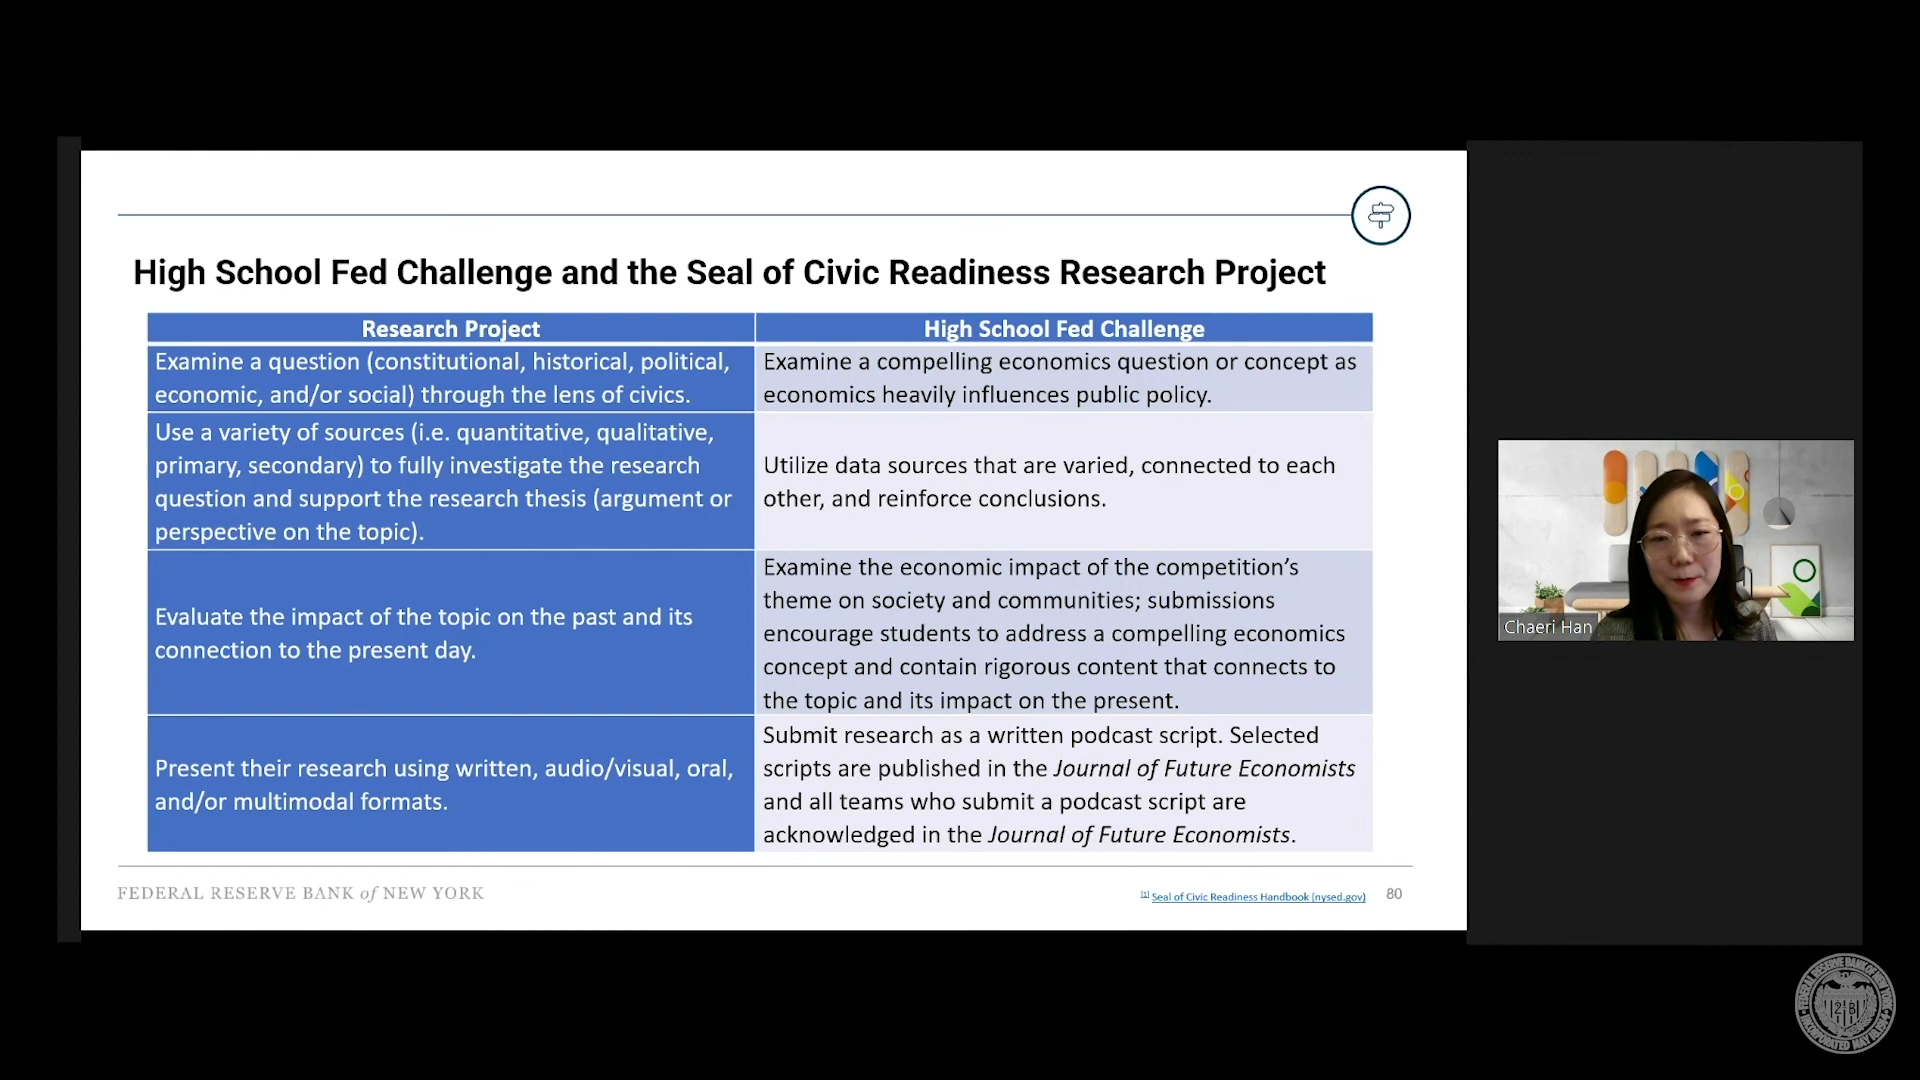 High School Fed Challenge and the Seal of Civic Readiness Research Project
Research Project
High School Fed Challenge
Examine a question (constitutional, historical, political,
economic, and/or social) through the lens of civics.
Examine a compelling economics question or concept as
economics heavily influences public policy.
Use a variety of sources (i.e. quantitative, qualitative,
primary, secondary) to fully investigate the research
question and support the research thesis (argument or
perspective on the topic).
Utilize data sources that are varied, connected to each
other, and reinforce conclusions.
Evaluate the impact of the topic on the past and its
connection to the present day.
Examine the economic impact of the competition’s
theme on society and communities; submissions
encourage students to address a compelling economics
concept and contain rigorous content that connects to
the topic and its impact on the present.
Present their research using written, audio/visual, oral,
and/or multimodal formats.
Submit research as a written podcast script. Selected
scripts are published in the Journal of Future Economists
and all teams who submit a podcast script are
acknowledged in the Journal of Future Economists.
FEDERAL RESERVE BANK of NEW YORK
[1] Seal of Civic Readiness Handbook (nysed.gov)
80
Chaeri Han